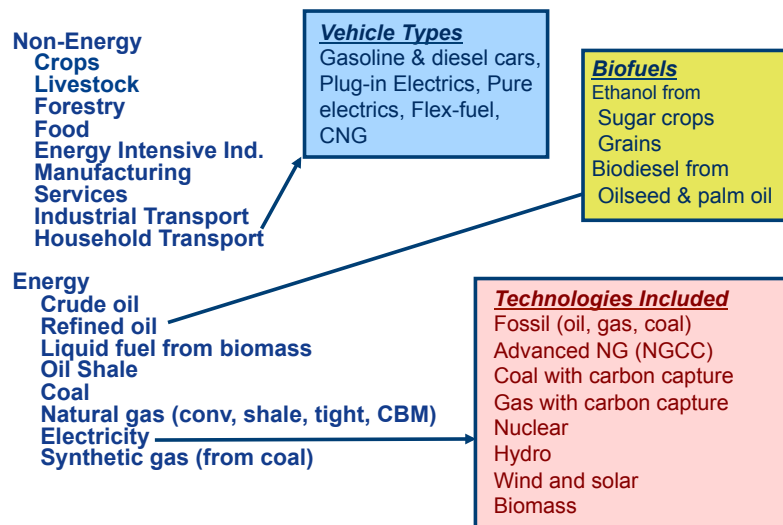 Non-Energy
Crops
Livestock
Forestry
Food
Energy Intensive Ind.
Manufacturing
Services
Industrial Transport
Household Transport
Energy
Crude oil
Refined oil
Liquid fuel from biomass
Oil Shale
Coal
Natural gas (conv, shale, tight, CBM)
Electricity
Synthetic gas (from coal)
Vehicle Types
Gasoline & diesel cars,
Plug-in Electrics, Pure
electrics, Flex-fuel,
CNG
Biofuels
Ethanol from
Sugar crops
Grains
Biodiesel from
Oilseed & palm oil
Technologies Included
Fossil (oil, gas, coal)
Advanced NG (NGCC)
Coal with carbon capture
Gas with carbon capture
Nuclear
Hydro
Wind and solar
Biomass